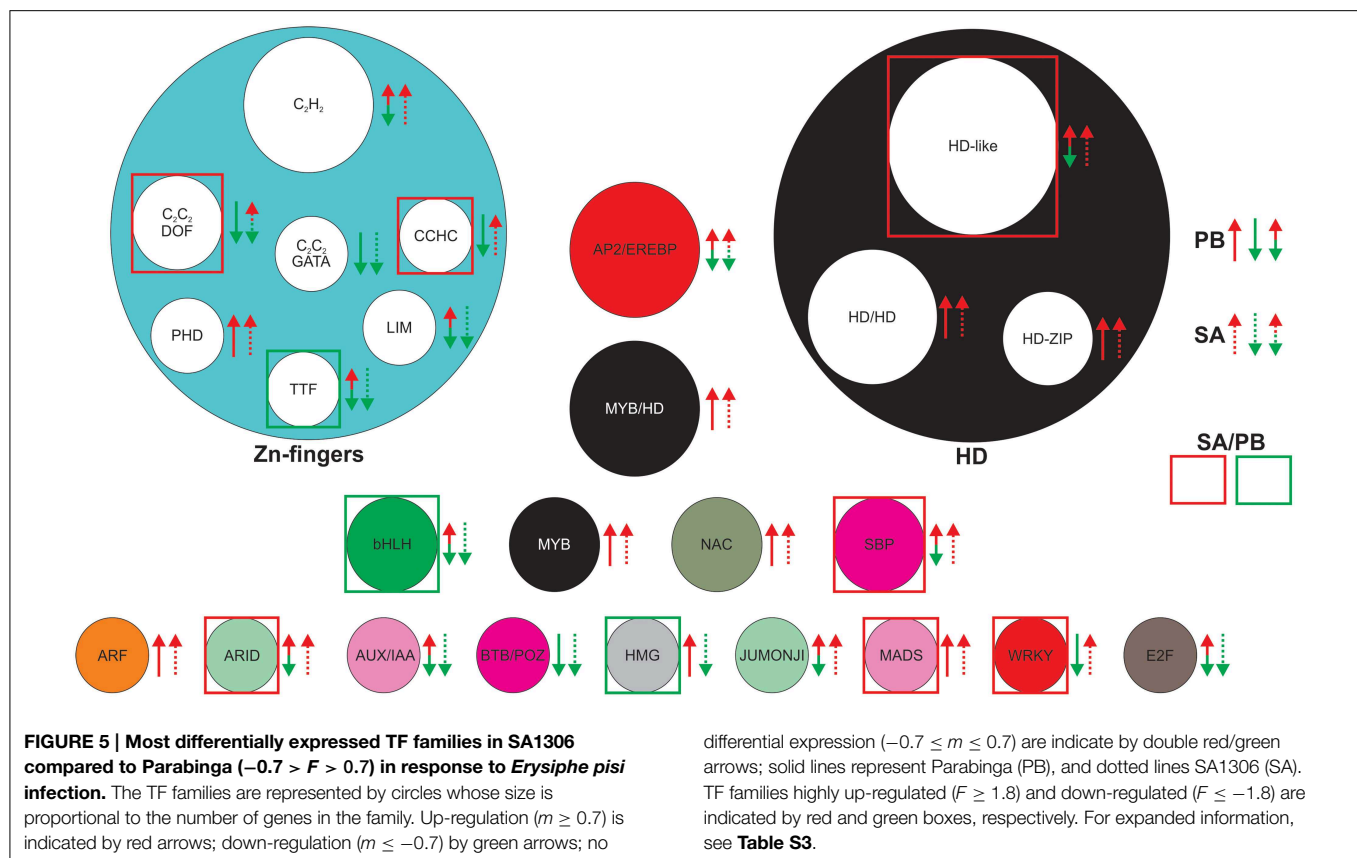 C₂H₂
C₂C₂
DOF
C₂C₂
GATA
CCHC
PHD
LIM
TTF
Zn-fingers
AP2/EREBP
MYB/HD
HD-like
HD/HD
HD-ZIP
HD
PB
SA
SA/PB
bHLH
MYB
NAC
SBP
ARF
ARID
AUX/IAA
BTB/POZ
HMG
JUMONJI
MADS
WRKY
E2F
FIGURE 5 | Most differentially expressed TF families in SA1306
compared to Parabinga (−0.7 > F > 0.7) in response to Erysiphe pisi
infection. The TF families are represented by circles whose size is
proportional to the number of genes in the family. Up-regulation (m ≥ 0.7) is
indicated by red arrows; down-regulation (m ≤ −0.7) by green arrows; no
differential expression (−0.7 ≤ m ≤ 0.7) are indicate by double red/green
arrows; solid lines represent Parabinga (PB), and dotted lines SA1306 (SA).
TF families highly up-regulated (F ≥ 1.8) and down-regulated (F ≤ −1.8) are
indicated by red and green boxes, respectively. For expanded information,
see Table S3.